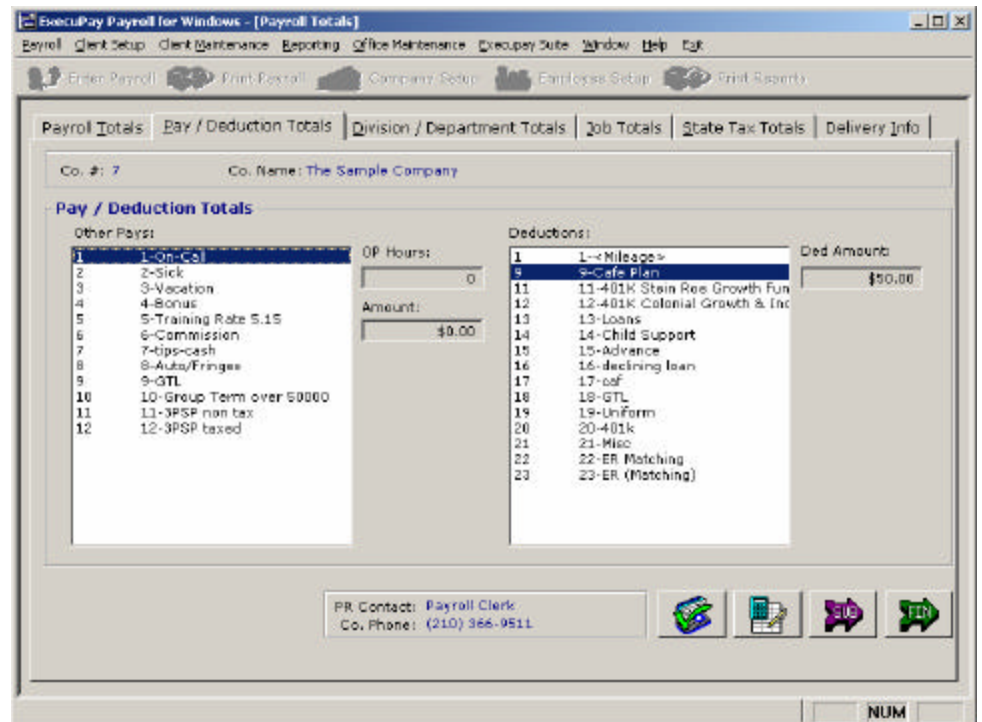 ExecuPay Payroll for Windows - [Payroll Totals]
Payroll Client Setup Client Maintenance Reporting Office Maintenance Execupay Suite Window Help Exit
Enter Payroll Print Payroll Company Setup Employee Setup Print Reports
Payroll Totals Pay / Deduction Totals Division / Department Totals Job Totals State Tax Totals Delivery Info
Co. #: 7 Co. Name: The Sample Company
Pay / Deduction Totals
Other Pays:
1 1-On-Call
2 2-Sick
3 3-Vacation
4 4-Bonus
5 5-Training Rate 5.15
6 6-Commission
7 7-tips-cash
8 8-Auto/Fringes
9 9-GTL
10 10-Group Term over 50000
11 11-3PSP non tax
12 12-3PSP taxed
OP Hours:
0
Amount:
$0.00
Deductions:
1 1-<Mileage>
9 9-Cafe Plan
11 11-401K Stein Roe Growth Fun
12 12-401K Colonial Growth & Inc
13 13-Loans
14 14-Child Support
15 15-Advance
16 16-declining loan
17 17-caf
18 18-GTL
19 19-Uniform
20 20-401k
21 21-Misc
22 22-ER Matching
23 23-ER (Matching)
Ded Amount:
$50.00
PR Contact: Payroll Clerk
Co. Phone: (210) 366-9511
SUB
FIN
NUM